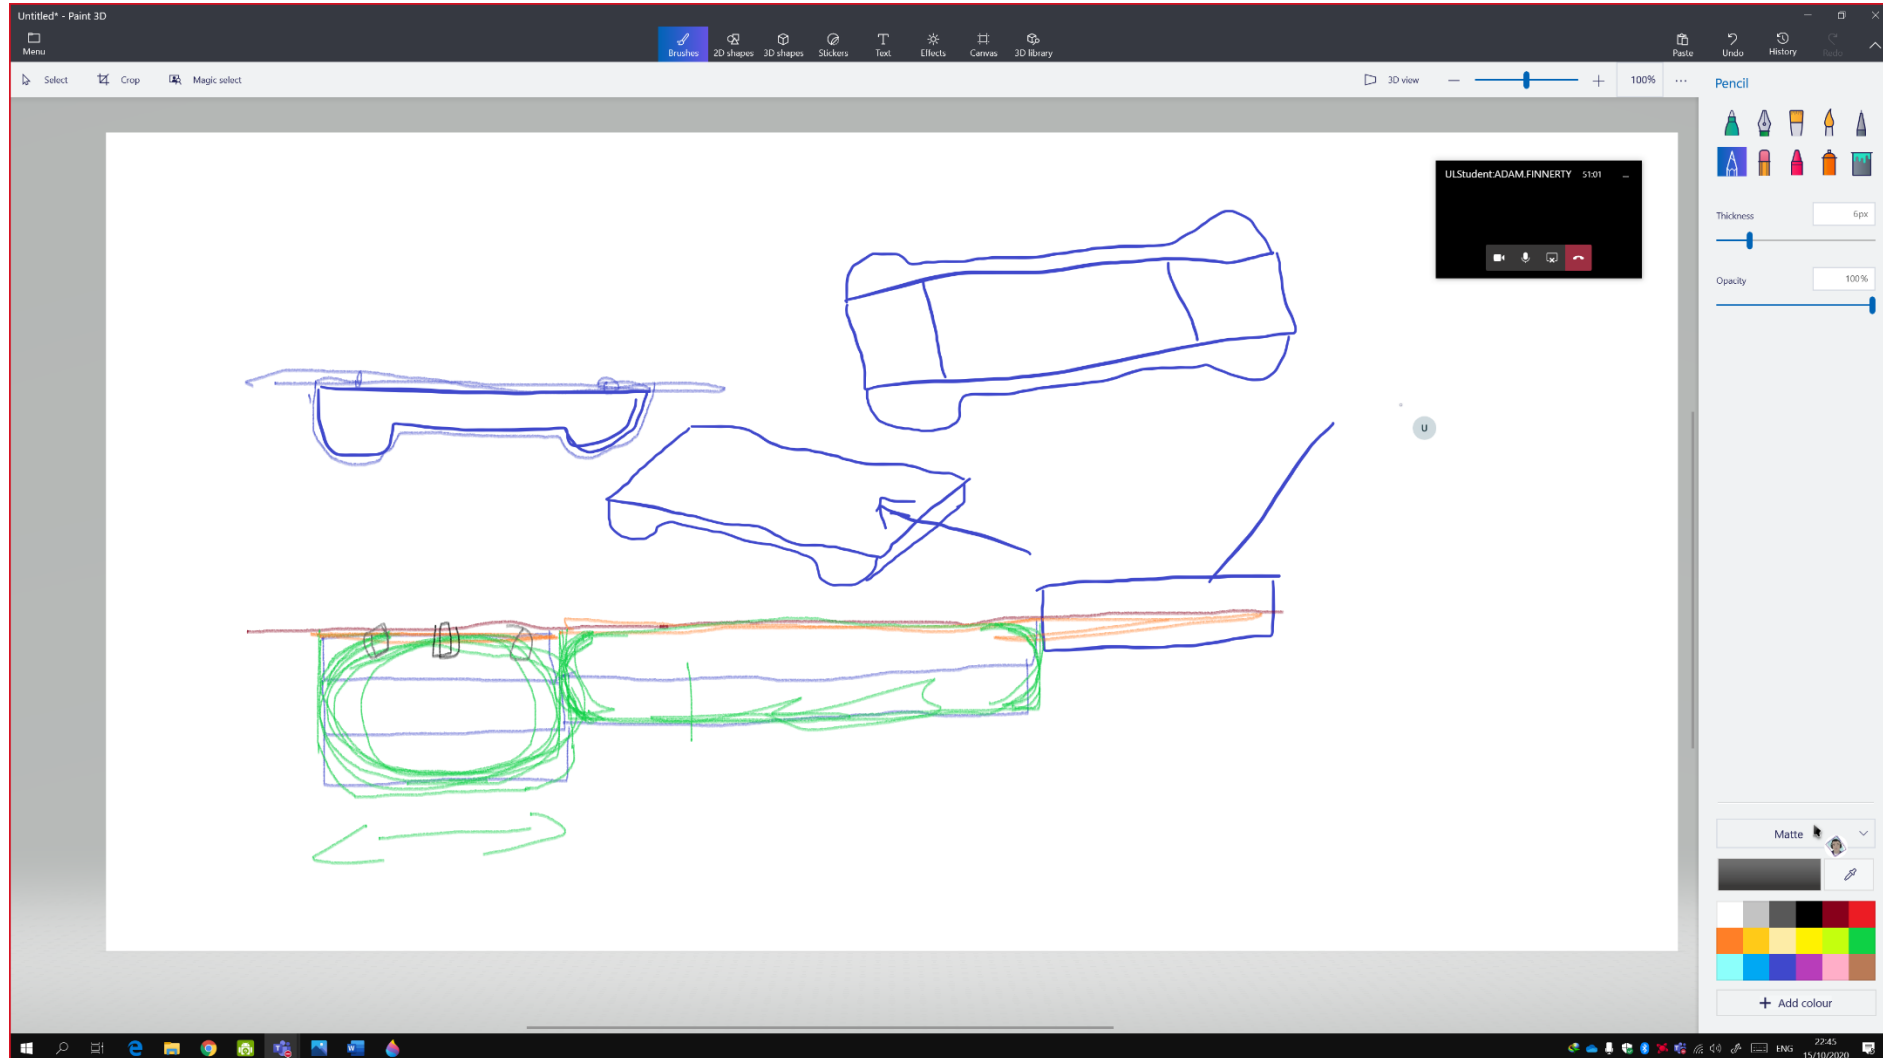 Untitled* - Paint 3D
Menu
Brushes
2D shapes
3D shapes
Stickers
Text
Effects
Canvas
3D library
Paste
Undo
History
Redo
Select
Crop
Magic select
3D view
100%
Pencil
ULStudent:ADAM.FINNERTY 51:01
Thickness
6px
Opacity
100%
U
Matte
+ Add colour
ENG
22:45
15/10/2020